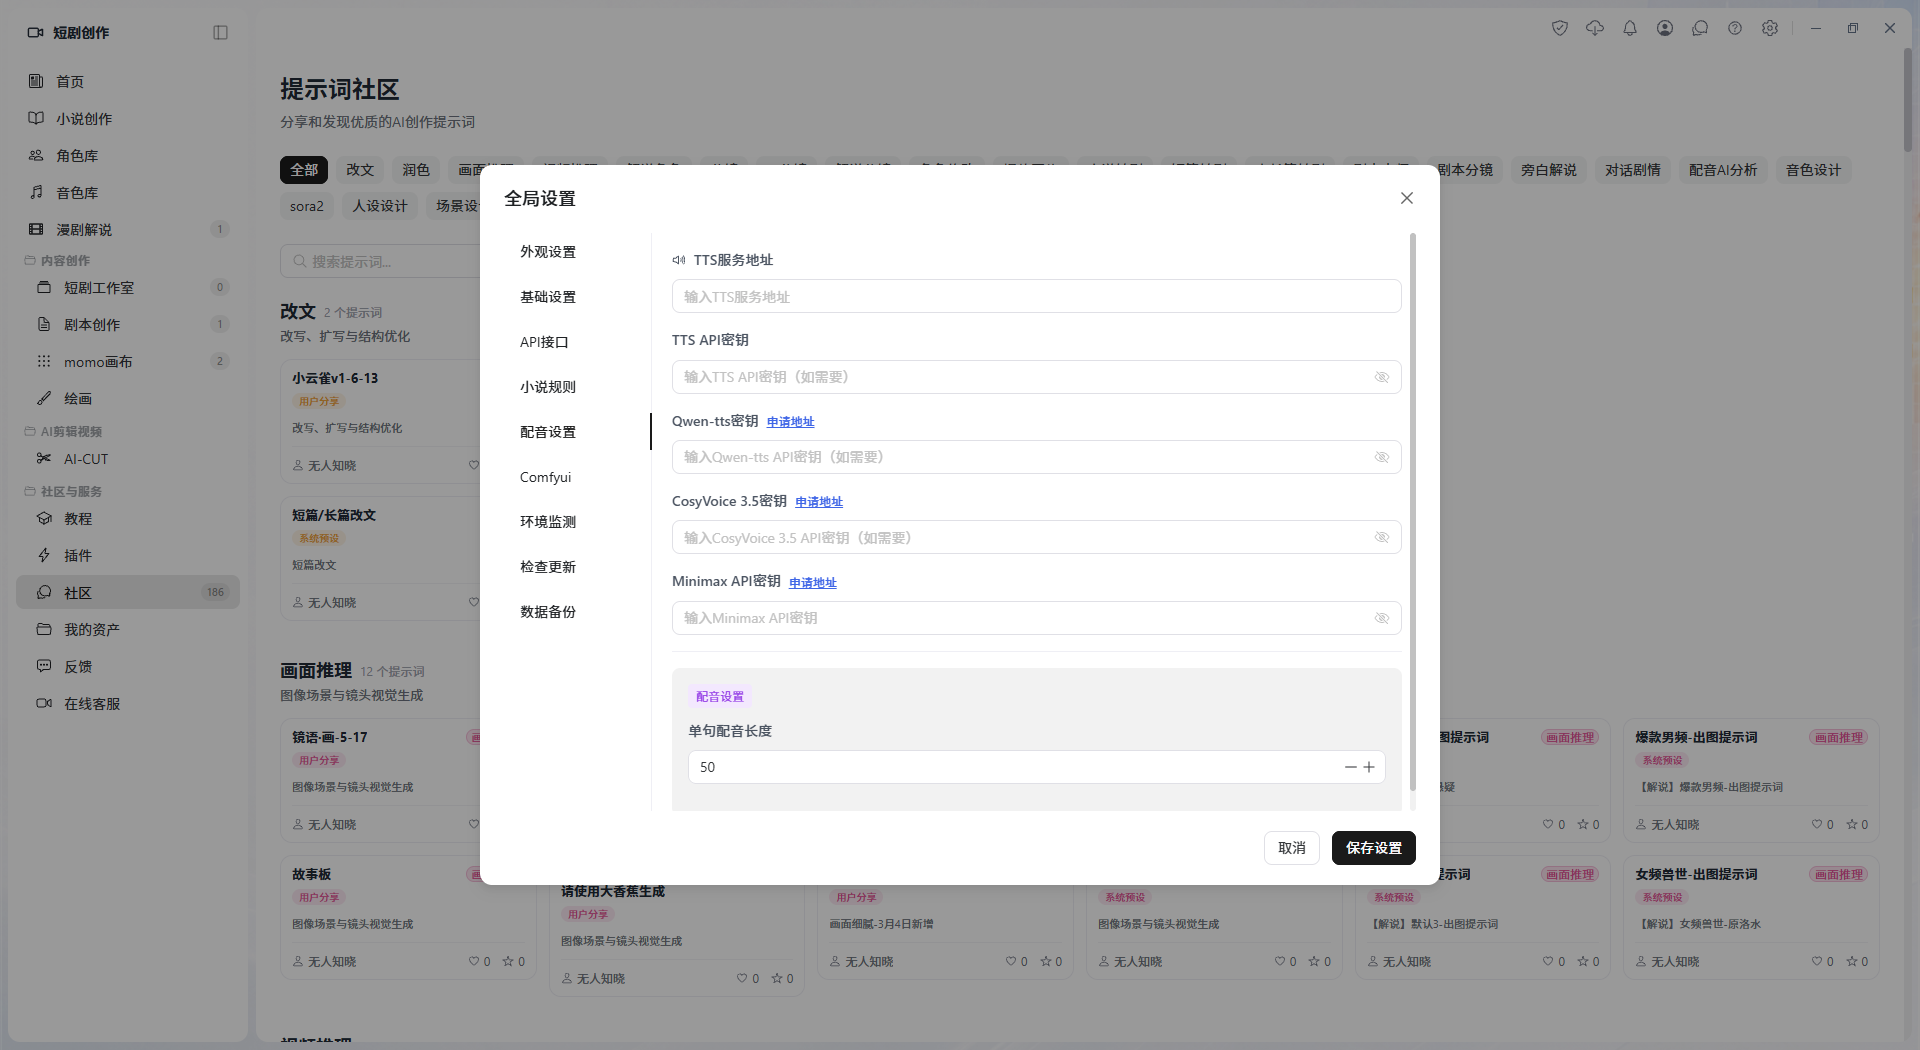 短剧创作
首页
小说创作
角色库
音色库
漫剧解说 1
内容创作
短剧工作室 0
剧本创作 1
momo画布 2
绘画
AI剪辑视频
AI-CUT
社区与服务
教程
插件
社区 186
我的资产
反馈
在线客服
提示词社区
分享和发现优质的AI创作提示词
全部 改文 润色 剧本分镜 旁白解说 对话剧情 配音AI分析 音色设计
sora2 人设设计
搜索提示词...
改文 2 个提示词
改写、扩写与结构优化
小云雀v1-6-13
用户分享
改写、扩写与结构优化
无人知晓
短篇/长篇改文
系统预设
短篇改文
无人知晓
画面推理 12 个提示词
图像场景与镜头视觉生成
镜语·画-5-17
用户分享
图像场景与镜头视觉生成
无人知晓
故事板
用户分享
图像场景与镜头视觉生成
无人知晓 0 0
请使用大香蕉生成
用户分享
图像场景与镜头视觉生成
无人知晓 0 0
用户分享
画面细腻-3月4日新增
无人知晓 0 0
系统预设
图像场景与镜头视觉生成
无人知晓 0 0
图提示词 画面推理
0 0
提示词 画面推理
系统预设
【解说】默认3-出图提示词
无人知晓 0 0
爆款男频-出图提示词 画面推理
系统预设
【解说】爆款男频-出图提示词
无人知晓 0 0
女频兽世-出图提示词 画面推理
系统预设
【解说】女频兽世-原洛水
无人知晓 0 0
全局设置
外观设置
基础设置
API接口
小说规则
配音设置
Comfyui
环境监测
检查更新
数据备份
TTS服务地址
输入TTS服务地址
TTS API密钥
输入TTS API密钥（如需要）
Qwen-tts密钥 申请地址
输入Qwen-tts API密钥（如需要）
CosyVoice 3.5密钥 申请地址
输入CosyVoice 3.5 API密钥（如需要）
Minimax API密钥 申请地址
输入Minimax API密钥
配音设置
单句配音长度
50
取消 保存设置